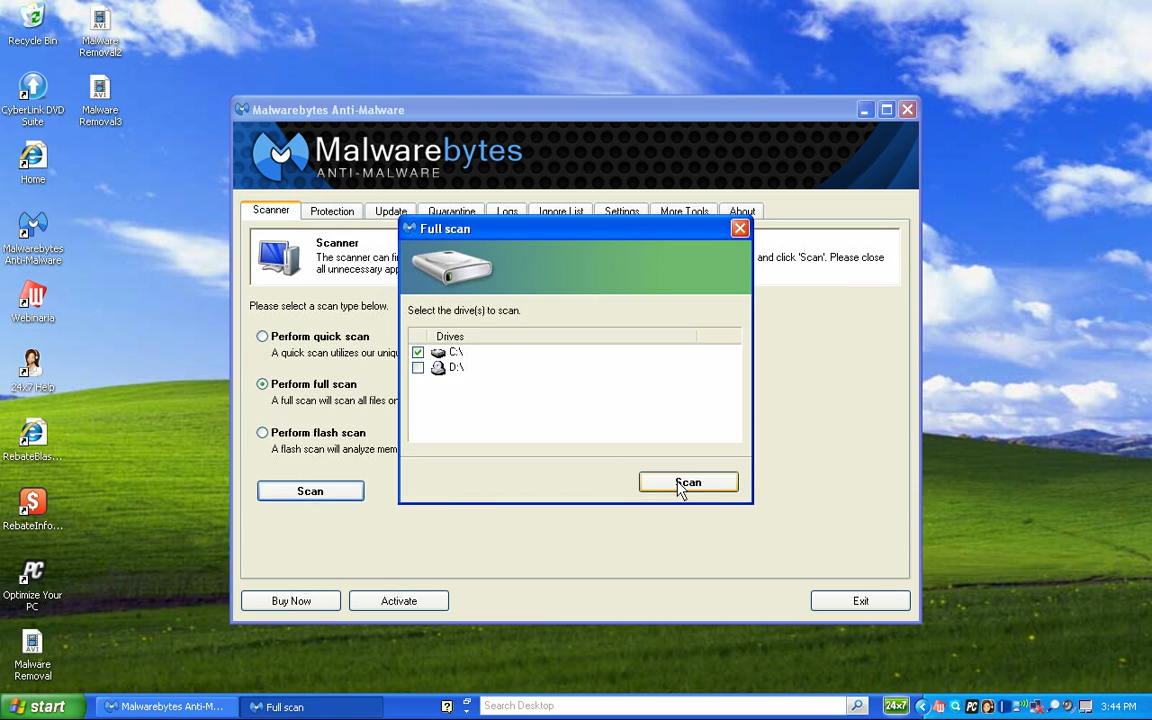 Recycle Bin
Malware
Removal2
CyberLink DVD
Suite
Malware
Removal3
Home
Malwarebytes
Anti-Malware
Webinaria
24x7 Help
RebateBlas...
RebateInfo...
PC
Optimize Your
PC
Malware
Removal
Malwarebytes Anti-Malware
Malwarebytes
ANTI-MALWARE
Scanner
Protection
Update
Quarantine
Logs
Ignore List
Settings
More Tools
About
Scanner
The scanner can fi
and click 'Scan'. Please close
all unnecessary app
Please select a scan type below.
Perform quick scan
A quick scan utilizes our uniqu
Perform full scan
A full scan will scan all files on
Perform flash scan
A flash scan will analyze mem
Scan
Full scan
Select the drive(s) to scan.
Drives
C:\
D:\
Scan
Buy Now
Activate
Exit
start
Malwarebytes Anti-M...
Full scan
Search Desktop
24x7
PC
3:44 PM